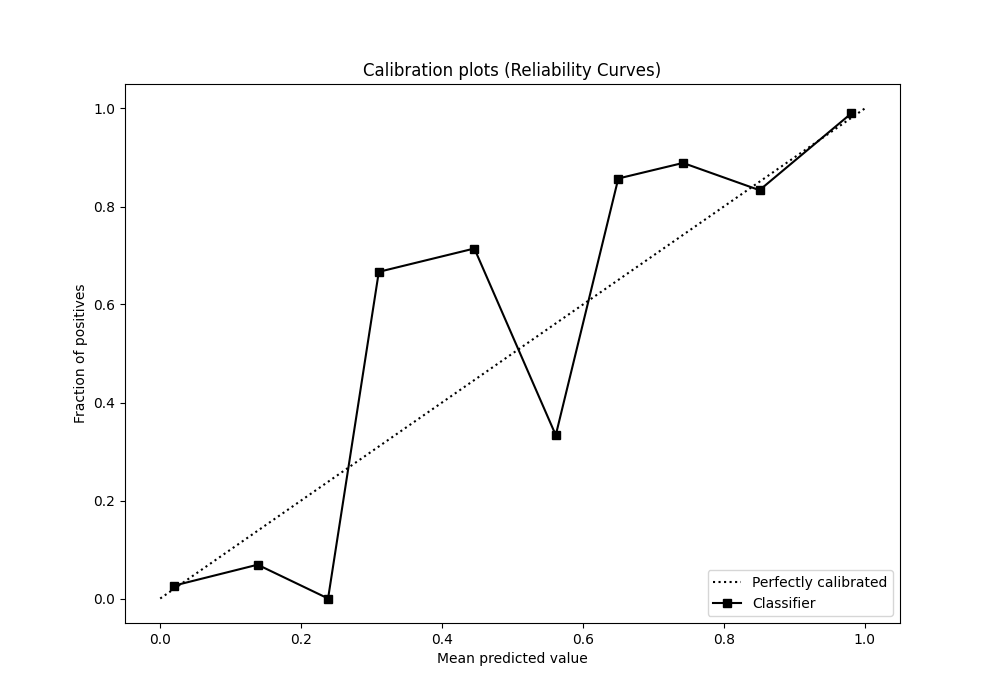 Calibration plots (Reliability Curves)
1.0
0.8
0.6
0.4
0.2
0.0
Fraction of positives
0.0 0.2 0.4 0.6 0.8 1.0
Mean predicted value
Perfectly calibrated
Classifier